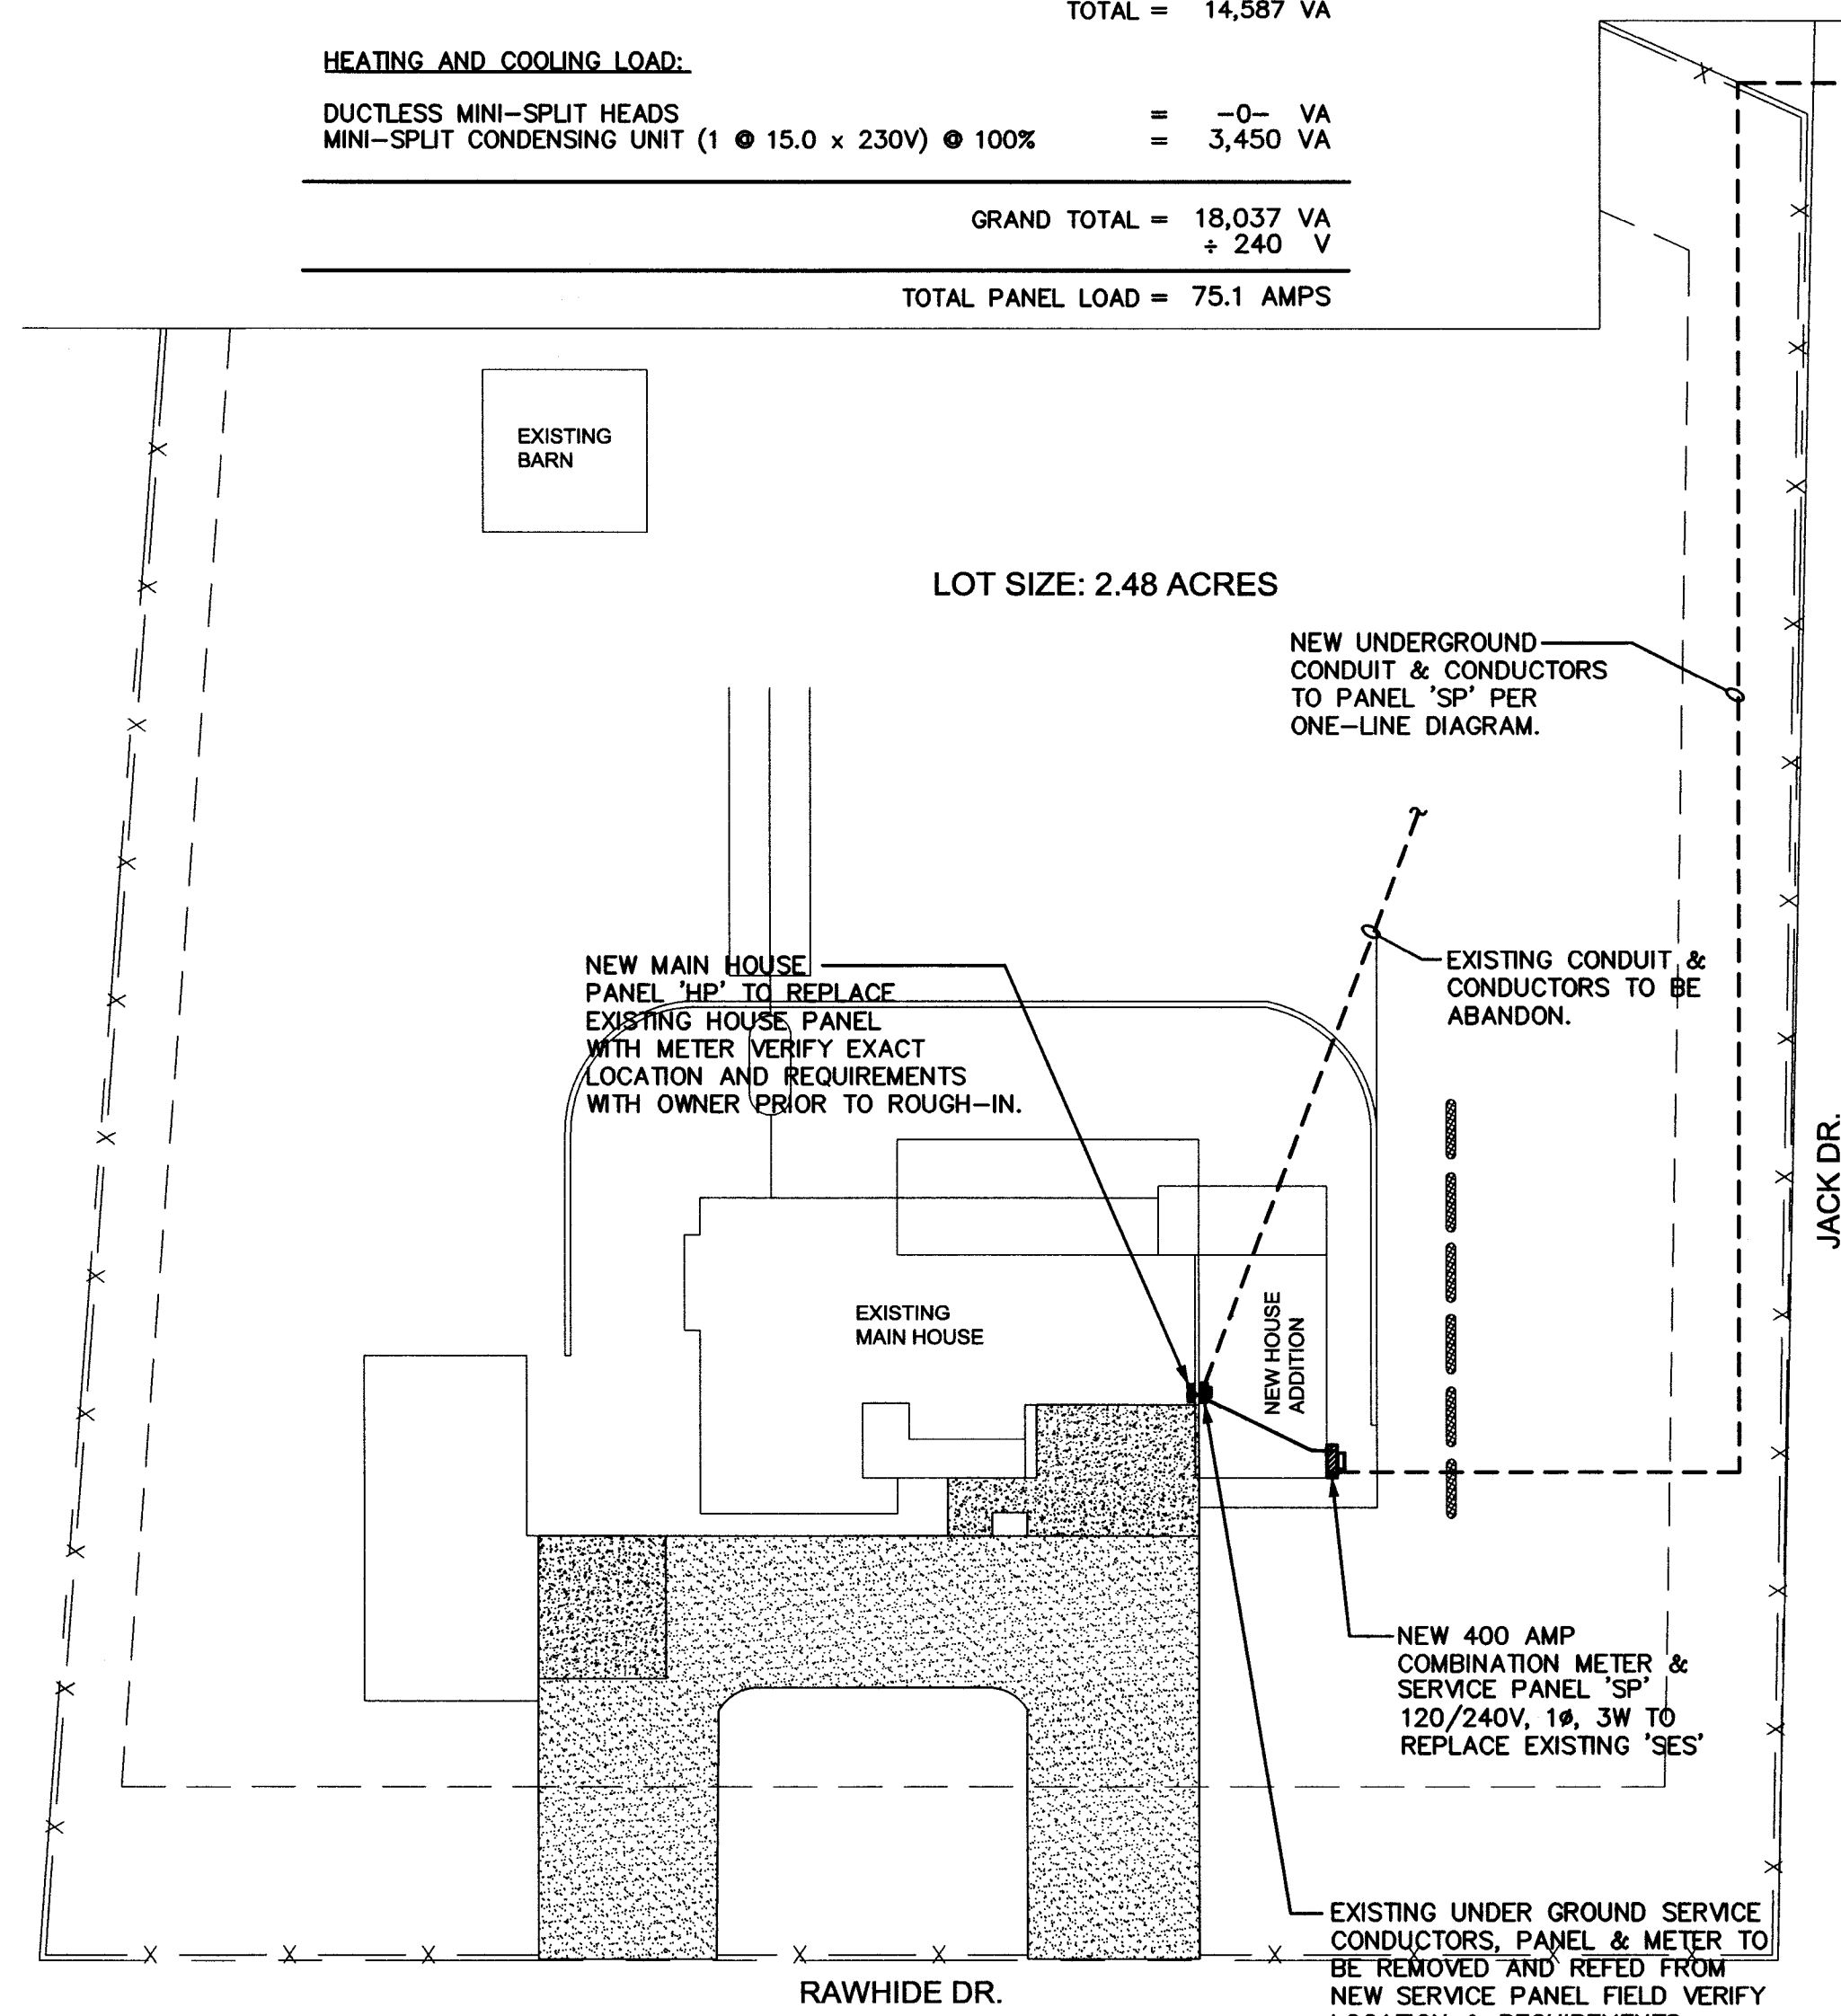 TOTAL = 14,587 VA
HEATING AND COOLING LOAD:
DUCTLESS MINI-SPLIT HEADS = -0- VA
MINI-SPLIT CONDENSING UNIT (1 @ 15.0 x 230V) @ 100% = 3,450 VA
GRAND TOTAL = 18,037 VA
÷ 240 V
TOTAL PANEL LOAD = 75.1 AMPS
EXISTING
BARN
LOT SIZE: 2.48 ACRES
NEW UNDERGROUND
CONDUIT & CONDUCTORS
TO PANEL 'SP' PER
ONE-LINE DIAGRAM.
NEW MAIN HOUSE
PANEL 'HP' TO REPLACE
EXISTING HOUSE PANEL
WITH METER VERIFY EXACT
LOCATION AND REQUIREMENTS
WITH OWNER PRIOR TO ROUGH-IN.
EXISTING CONDUIT &
CONDUCTORS TO BE
ABANDON.
JACK DR.
EXISTING
MAIN HOUSE
NEW HOUSE
ADDITION
NEW 400 AMP
COMBINATION METER &
SERVICE PANEL 'SP'
120/240V, 1ø, 3W TO
REPLACE EXISTING 'SES'
EXISTING UNDER GROUND SERVICE
CONDUCTORS, PANEL & METER TO
BE REMOVED AND REFED FROM
NEW SERVICE PANEL FIELD VERIFY
LOCATION & REQUIREMENTS
RAWHIDE DR.